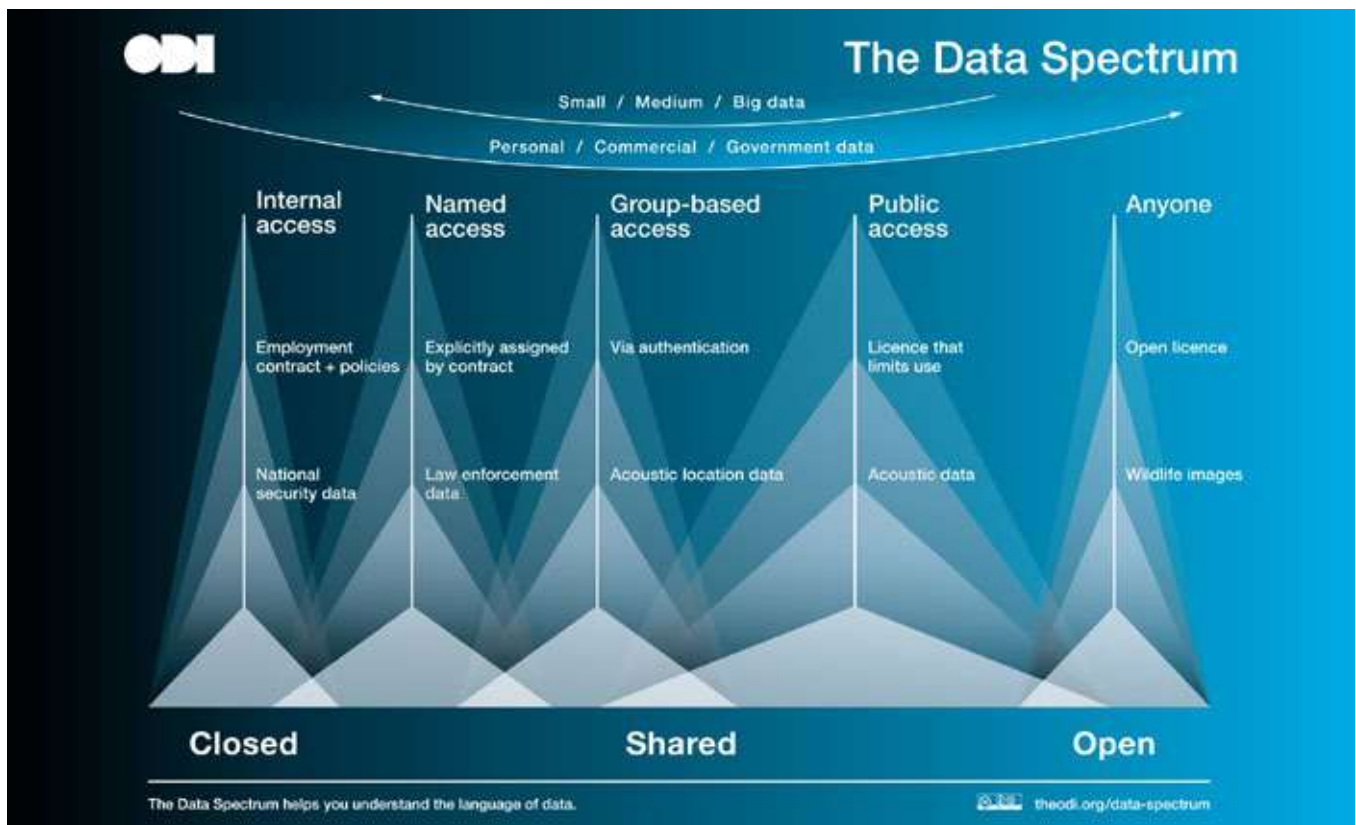 ODI
The Data Spectrum
Small / Medium / Big data
Personal / Commercial / Government data
Internal
access
Named
access
Group-based
access
Public
access
Anyone
Employment
contract + policies
Explicitly assigned
by contract
Via authentication
Licence that
limits use
Open licence
National
security data
Law enforcement
data
Acoustic location data
Acoustic data
Wildlife images
Closed
Shared
Open
The Data Spectrum helps you understand the language of data.
theodi.org/data-spectrum